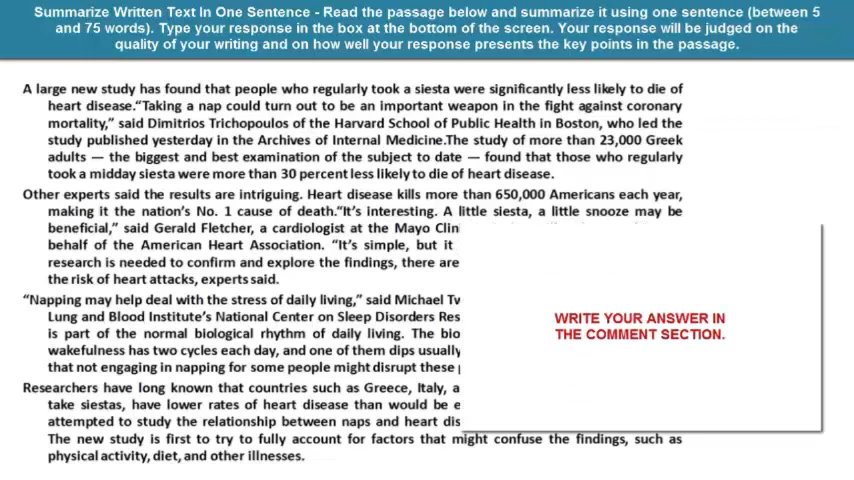 Summarize Written Text In One Sentence - Read the passage below and summarize it using one sentence (between 5
and 75 words). Type your response in the box at the bottom of the screen. Your response will be judged on the
quality of your writing and on how well your response presents the key points in the passage.
A large new study has found that people who regularly took a siesta were significantly less likely to die of
heart disease.“Taking a nap could turn out to be an important weapon in the fight against coronary
mortality,” said Dimitrios Trichopoulos of the Harvard School of Public Health in Boston, who led the
study published yesterday in the Archives of Internal Medicine.The study of more than 23,000 Greek
adults — the biggest and best examination of the subject to date — found that those who regularly
took a midday siesta were more than 30 percent less likely to die of heart disease.
Other experts said the results are intriguing. Heart disease kills more than 650,000 Americans each year,
making it the nation’s No. 1 cause of death.“It’s interesting. A little siesta, a little snooze may be
beneficial,” said Gerald Fletcher, a cardiologist at the Mayo Clin
behalf of the American Heart Association. “It’s simple, but it
research is needed to confirm and explore the findings, there are
the risk of heart attacks, experts said.
“Napping may help deal with the stress of daily living,” said Michael Tw
Lung and Blood Institute’s National Center on Sleep Disorders Res
is part of the normal biological rhythm of daily living. The bio
wakefulness has two cycles each day, and one of them dips usually
that not engaging in napping for some people might disrupt these
Researchers have long known that countries such as Greece, Italy, a
take siestas, have lower rates of heart disease than would be e
attempted to study the relationship between naps and heart dis
The new study is first to try to fully account for factors that might confuse the findings, such as
physical activity, diet, and other illnesses.
WRITE YOUR ANSWER IN
THE COMMENT SECTION.